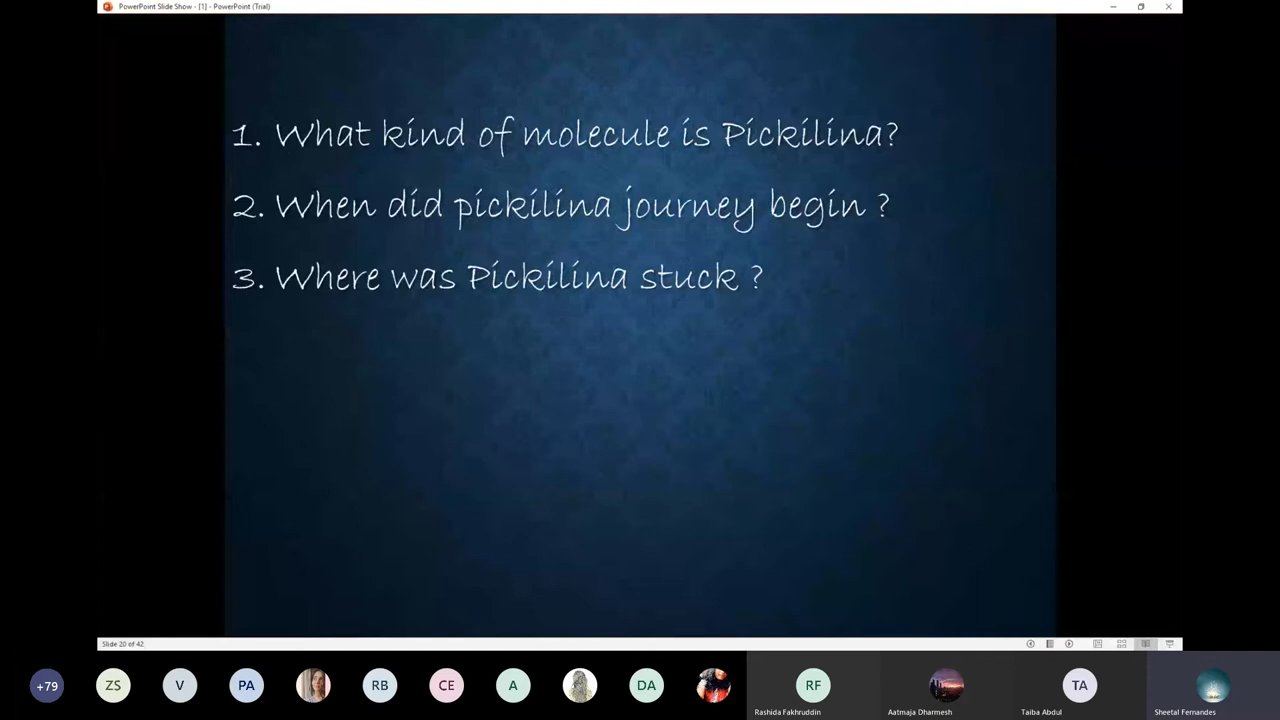 PowerPoint Slide Show - [1] - PowerPoint (Trial)
1. What kind of molecule is Pickilina?
2. When did pickilina journey begin ?
3. Where was Pickilina stuck ?
Slide 20 of 42
+79
ZS
V
PA
RB
CE
A
DA
RF
TA
Rashida Fakhruddin
Aatmaja Dharmesh
Taiba Abdul
Sheetal Fernandes